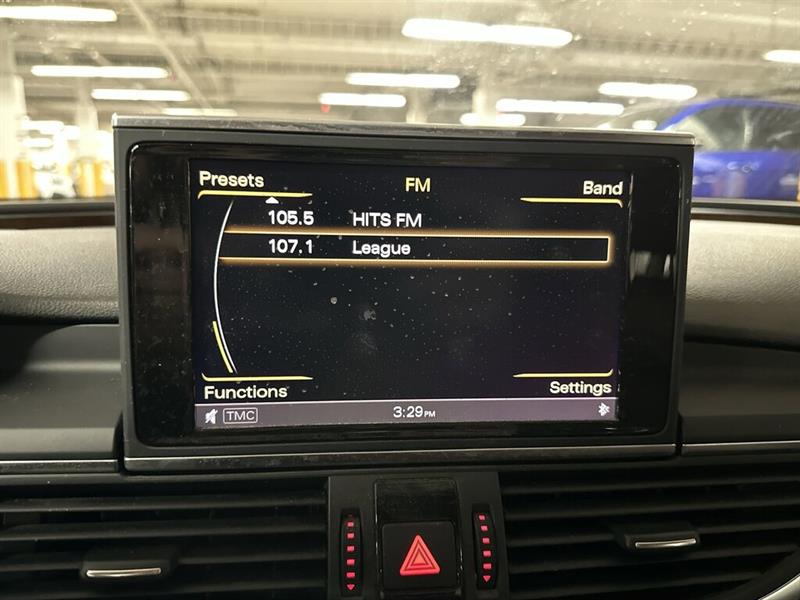 Presets FM Band
105.5 HITS FM
107.1 League
Functions Settings
TMC 3:29PM